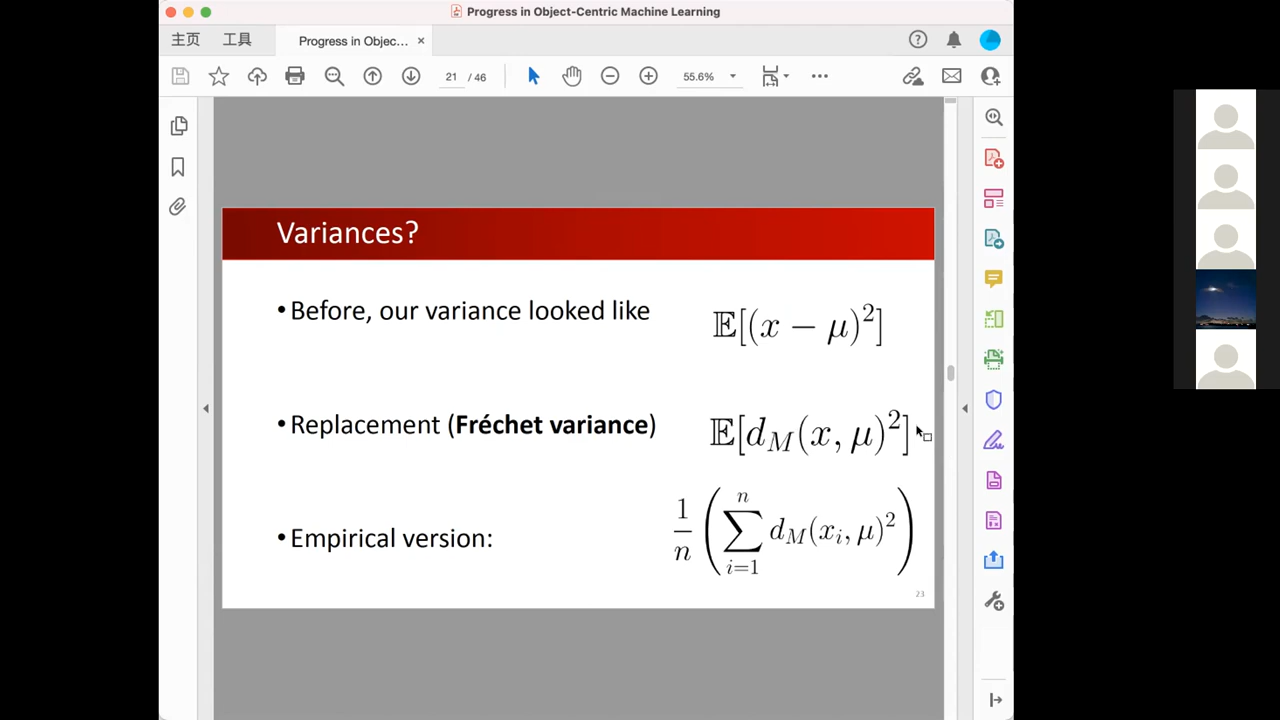 Progress in Object-Centric Machine Learning
主页 工具 Progress in Objec... ×
21 / 46 55.6%
Variances?
•Before, our variance looked like 𝔼[(x − μ)²]
•Replacement (Fréchet variance) 𝔼[d_M(x, μ)²]
•Empirical version: 1/n (∑_{i=1}^{n} d_M(x_i, μ)²)
23